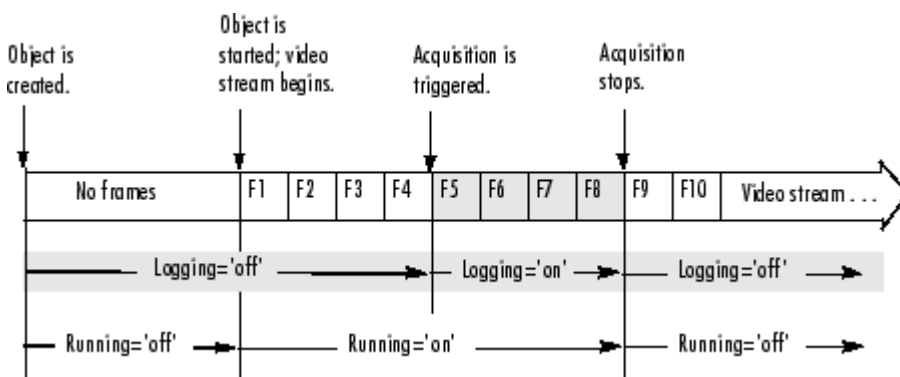 Object is
created.
Object is
started; video
stream begins.
Acquisition is
triggered.
Acquisition
stops.
No frames
F1
F2
F3
F4
F5
F6
F7
F8
F9
F10
Video stream . . .
Logging='off'
Logging='on'
Logging='off'
Running='off'
Running='on'
Running='off'